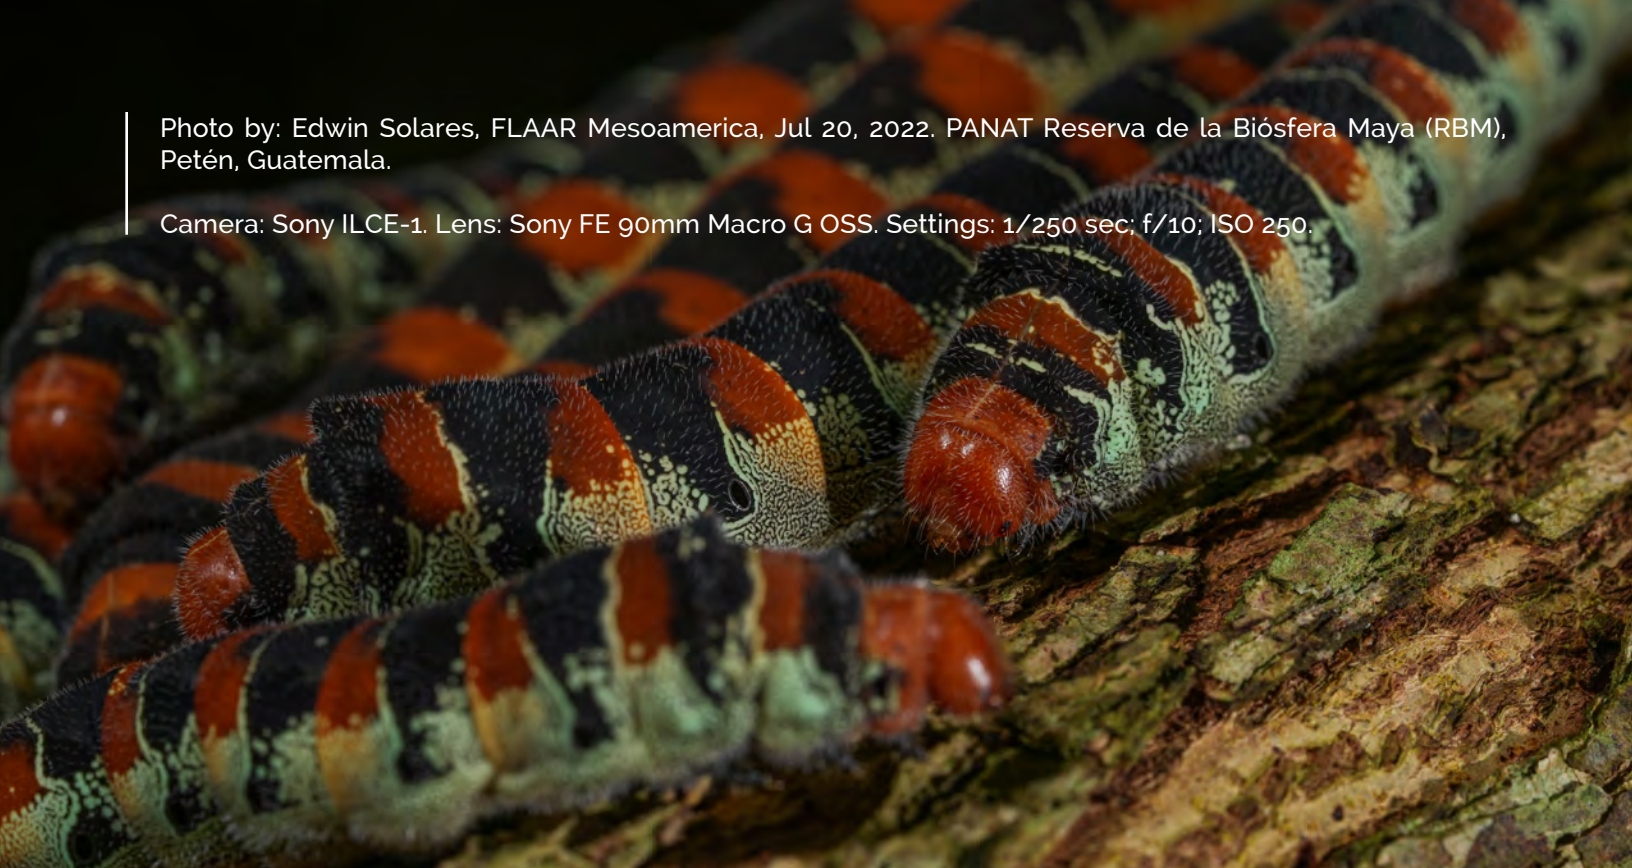 Photo by: Edwin Solares, FLAAR Mesoamerica, Jul 20, 2022. PANAT Reserva de la Biósfera Maya (RBM),
Petén, Guatemala.
Camera: Sony ILCE-1. Lens: Sony FE 90mm Macro G OSS. Settings: 1/250 sec; f/10; ISO 250.